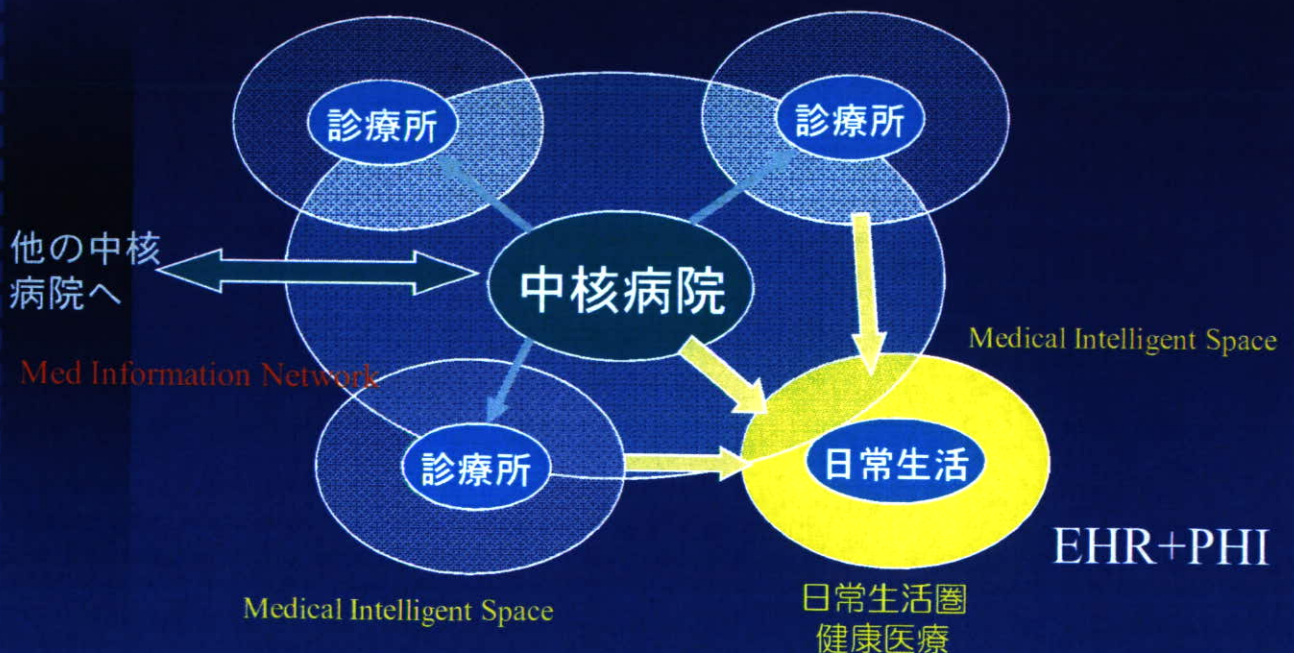 診療所
診療所
他の中核
病院へ
中核病院
Medical Intelligent Space
Med Information Network
診療所
日常生活
EHR+PHI
Medical Intelligent Space
日常生活圏
健康医療